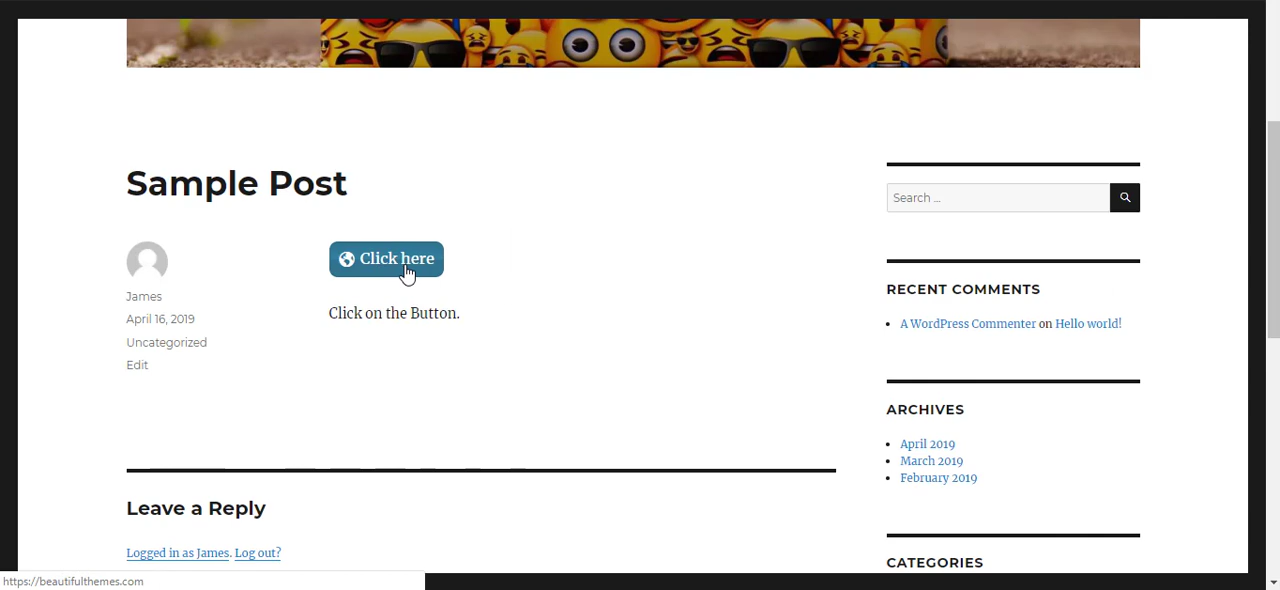 Sample Post
James
April 16, 2019
Uncategorized
Edit
Click here
Click on the Button.
Leave a Reply
Logged in as James. Log out?
Search ...
RECENT COMMENTS
A WordPress Commenter on Hello world!
ARCHIVES
April 2019
March 2019
February 2019
CATEGORIES
https://beautifulthemes.com